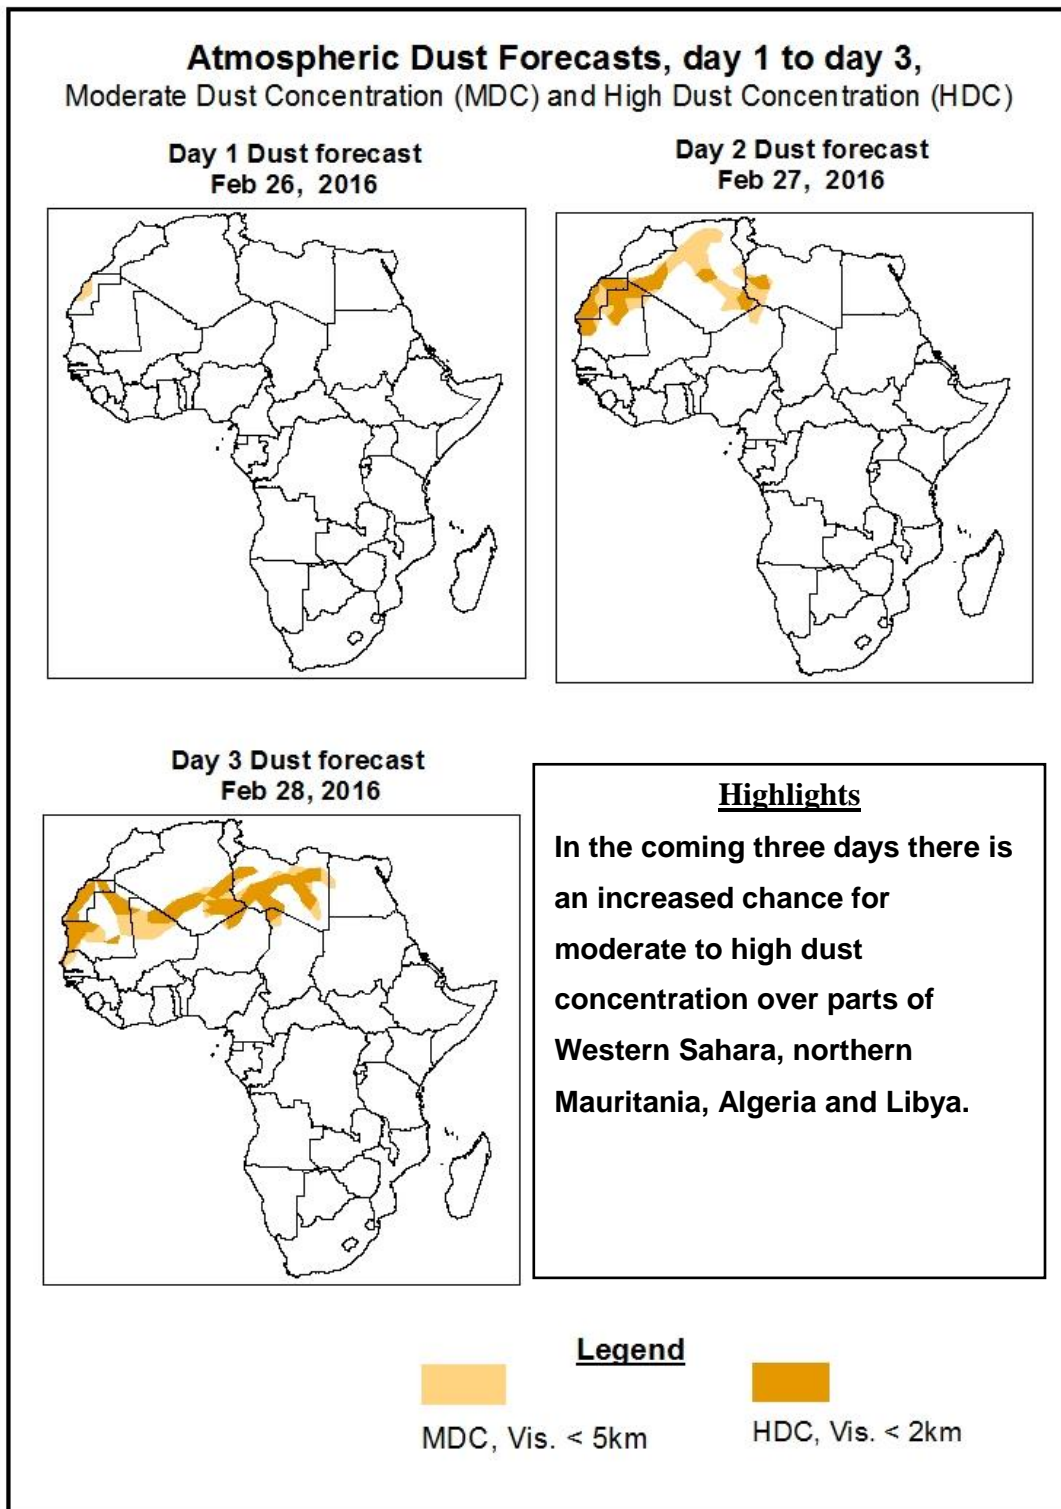 Atmospheric Dust Forecasts, day 1 to day 3,
Moderate Dust Concentration (MDC) and High Dust Concentration (HDC)
Day 1 Dust forecast
Feb 26, 2016
Day 2 Dust forecast
Feb 27, 2016
Day 3 Dust forecast
Feb 28, 2016
Highlights
In the coming three days there is
an increased chance for
moderate to high dust
concentration over parts of
Western Sahara, northern
Mauritania, Algeria and Libya.
Legend
MDC, Vis. < 5km
HDC, Vis. < 2km